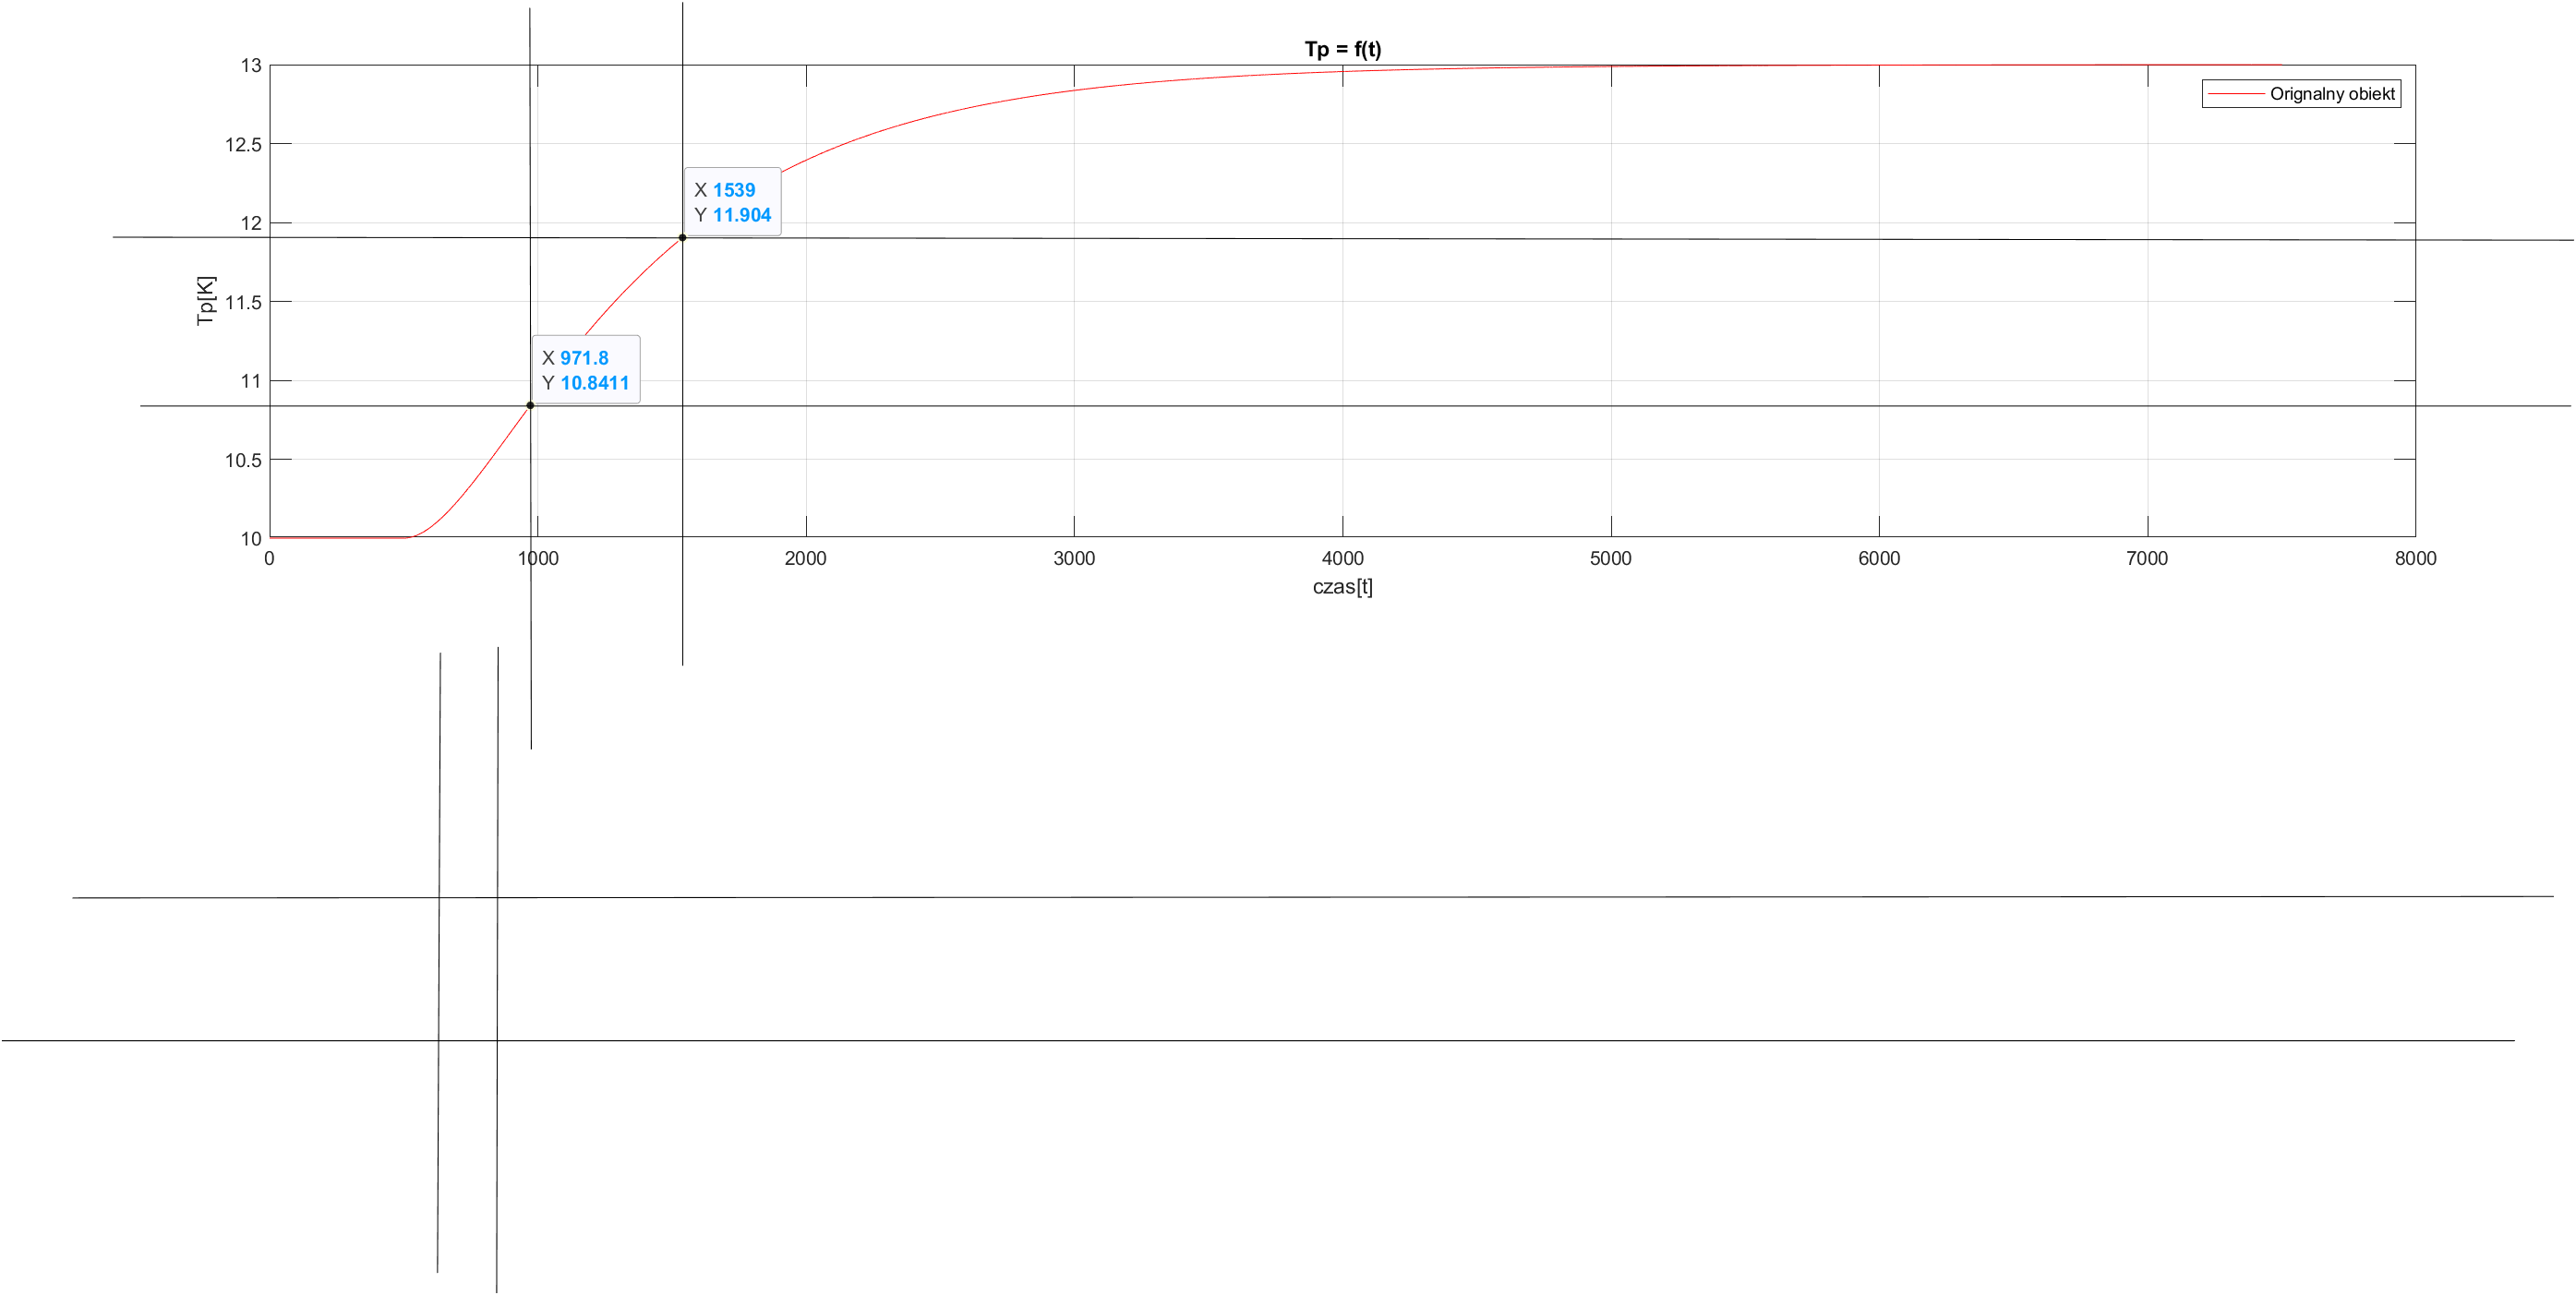 Tp = f(t)
13
12.5
12
11.5
11
10.5
10
Tp[K]
Orignalny obiekt
X 1539
Y 11.904
X 971.8
Y 10.8411
0 1000 2000 3000 4000 5000 6000 7000 8000
czas[t]